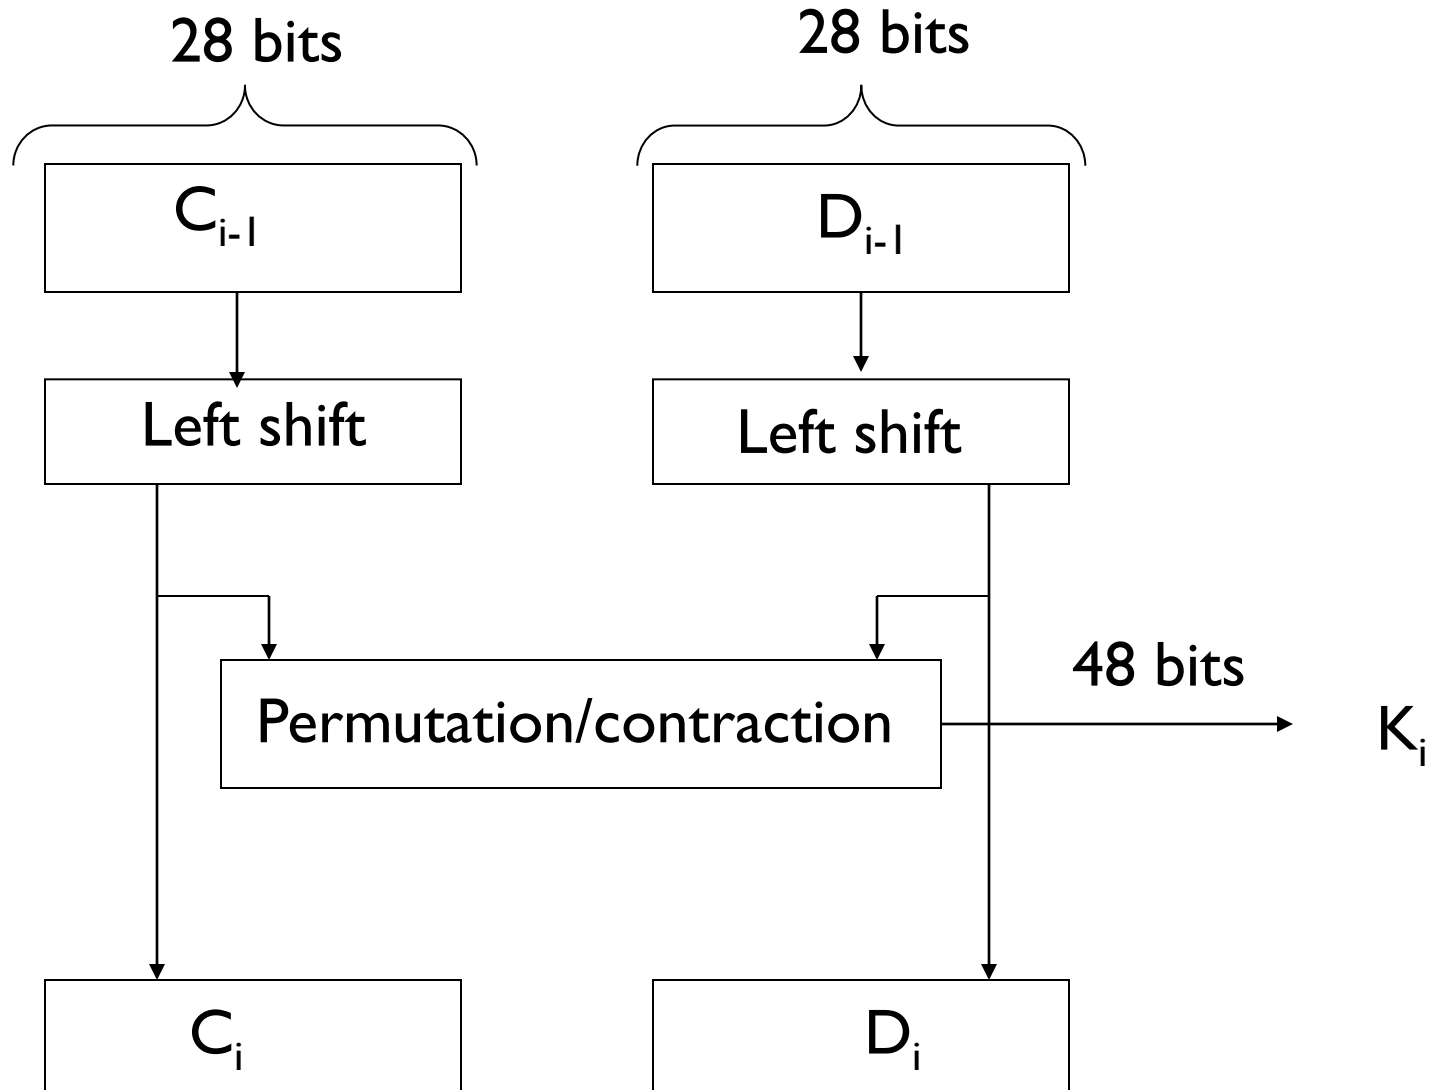 28 bits
28 bits
Cᵢ₋₁
Dᵢ₋₁
Left shift
Left shift
48 bits
Permutation/contraction
Kᵢ
Cᵢ
Dᵢ